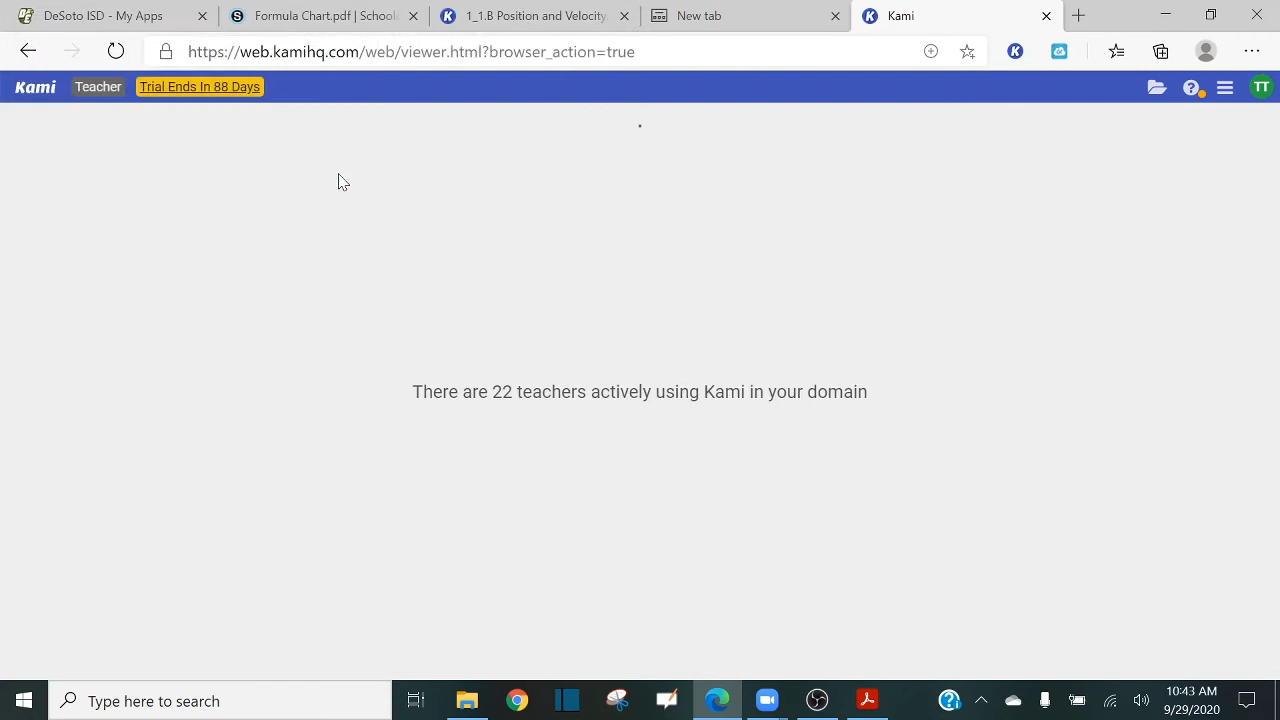 DeSoto ISD - My Apps
Formula Chart.pdf | School
1_1.B Position and Velocity.
New tab
Kami
https://web.kamihq.com/web/viewer.html?browser_action=true
Kami
Teacher
Trial Ends In 88 Days
TT
There are 22 teachers actively using Kami in your domain
Type here to search
10:43 AM
9/29/2020